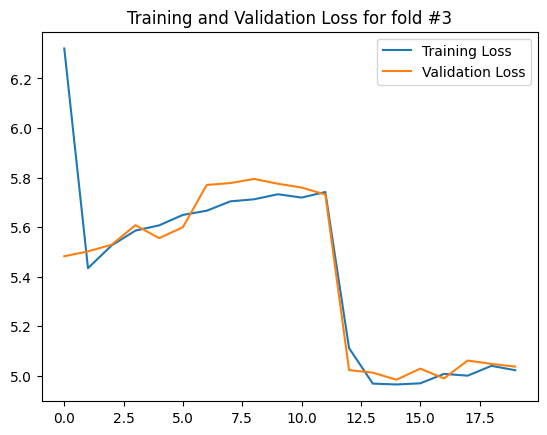 Training and Validation Loss for fold #3
Training Loss
Validation Loss
6.2
6.0
5.8
5.6
5.4
5.2
5.0
0.0 2.5 5.0 7.5 10.0 12.5 15.0 17.5